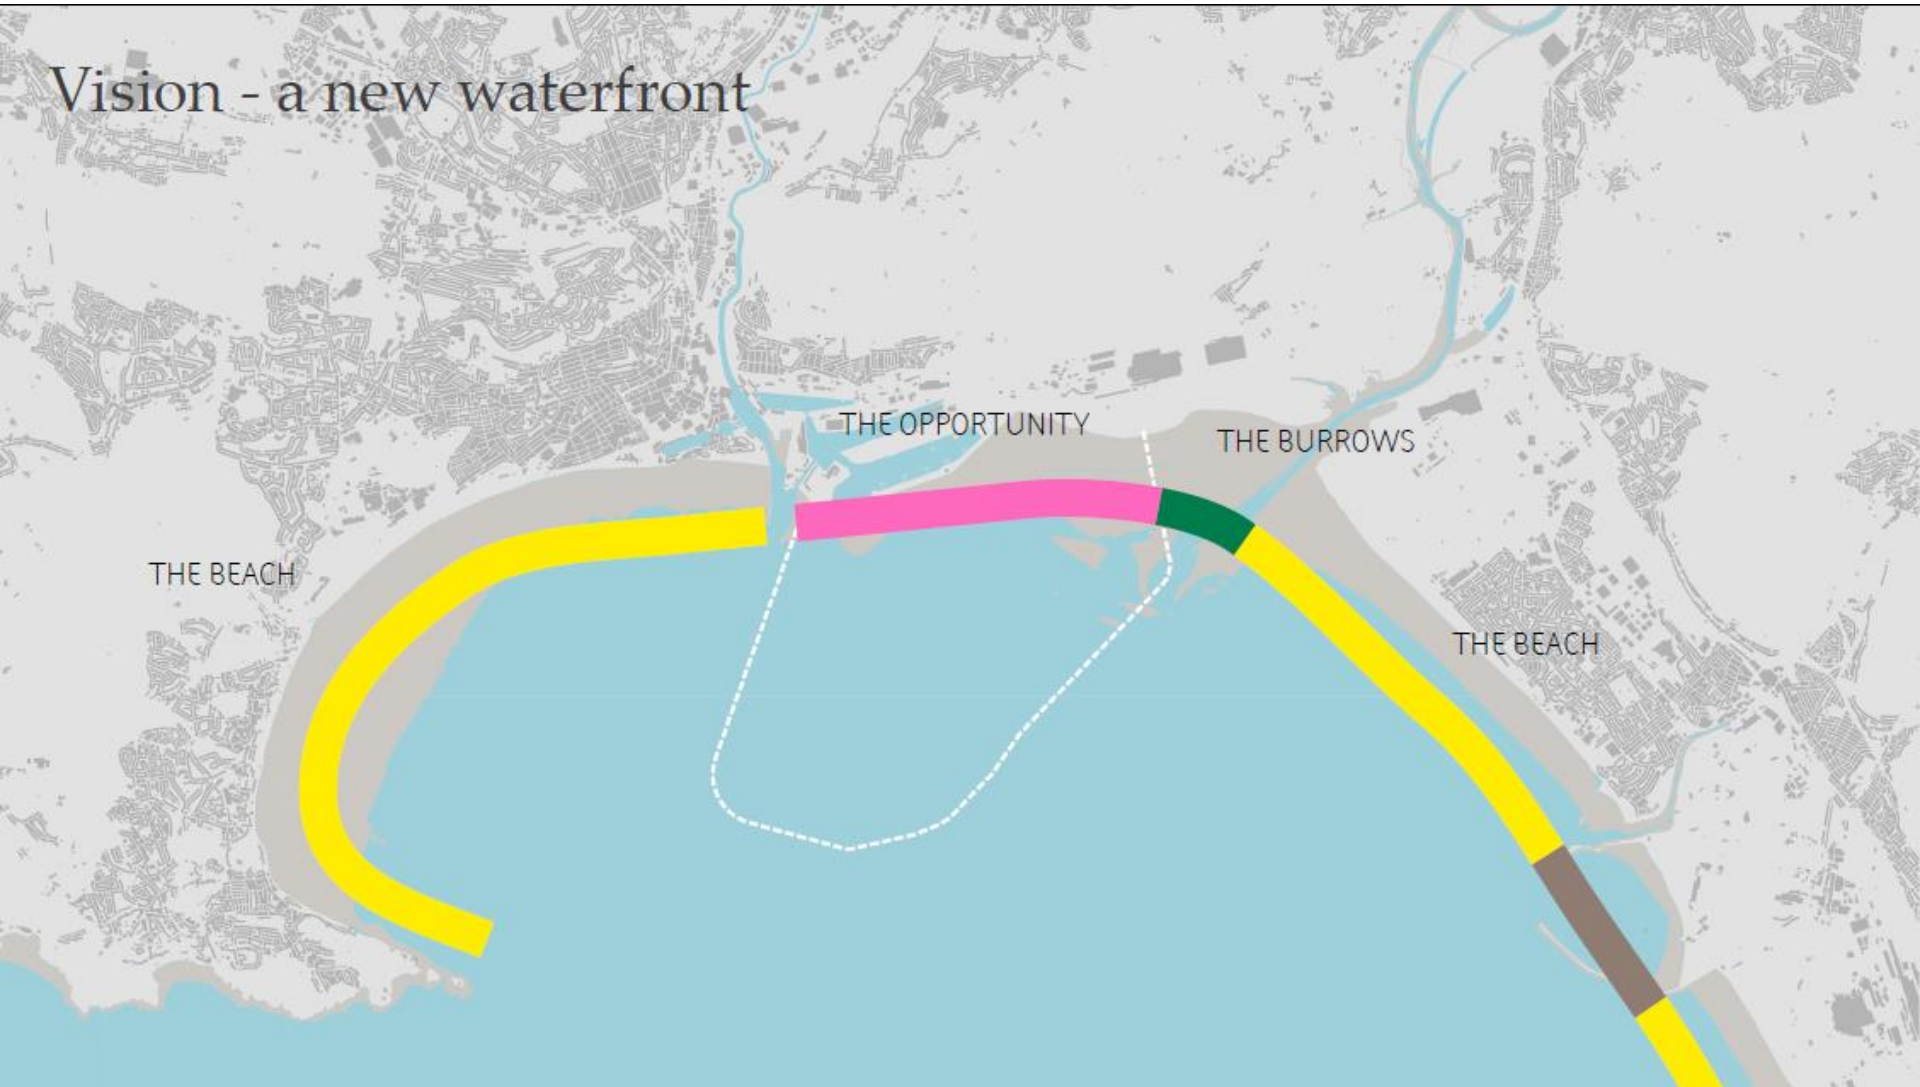 Vision - a new waterfront
THE OPPORTUNITY
THE BURROWS
THE BEACH
THE BEACH